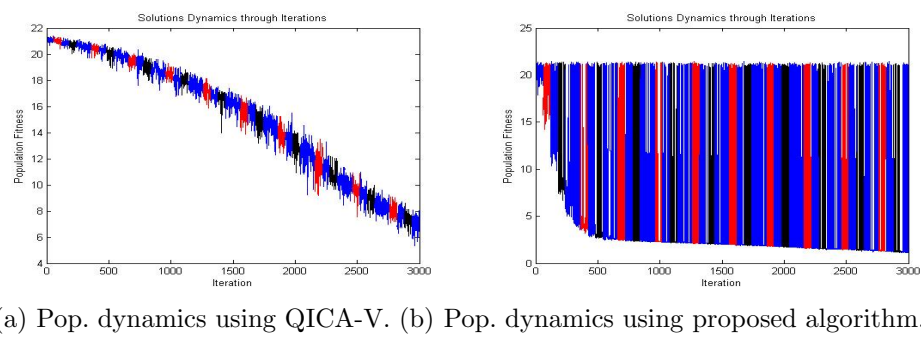 Solutions Dynamics through Iterations
22
20
18
16
14
12
10
8
6
4
Population Fitness
0 500 1000 1500 2000 2500 3000
Iteration
Solutions Dynamics through Iterations
25
20
15
10
5
0
Population Fitness
0 500 1000 1500 2000 2500 3000
Iteration
a) Pop. dynamics using QICA-V. (b) Pop. dynamics using proposed algorithm.